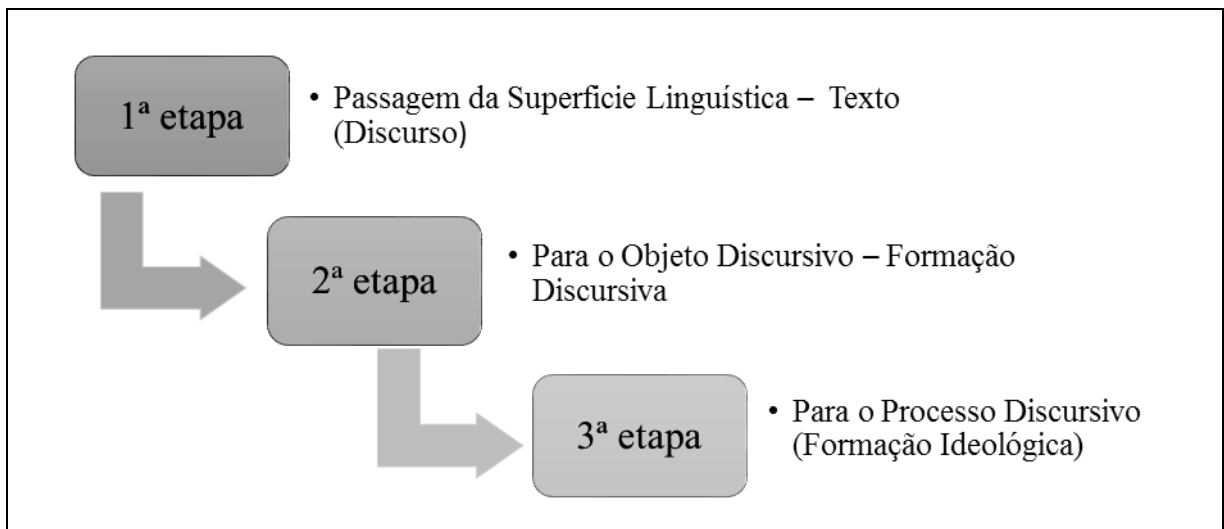 1ª etapa
• Passagem da Superficie Linguística – Texto
(Discurso)
2ª etapa
• Para o Objeto Discursivo – Formação
Discursiva
3ª etapa
• Para o Processo Discursivo
(Formação Ideológica)